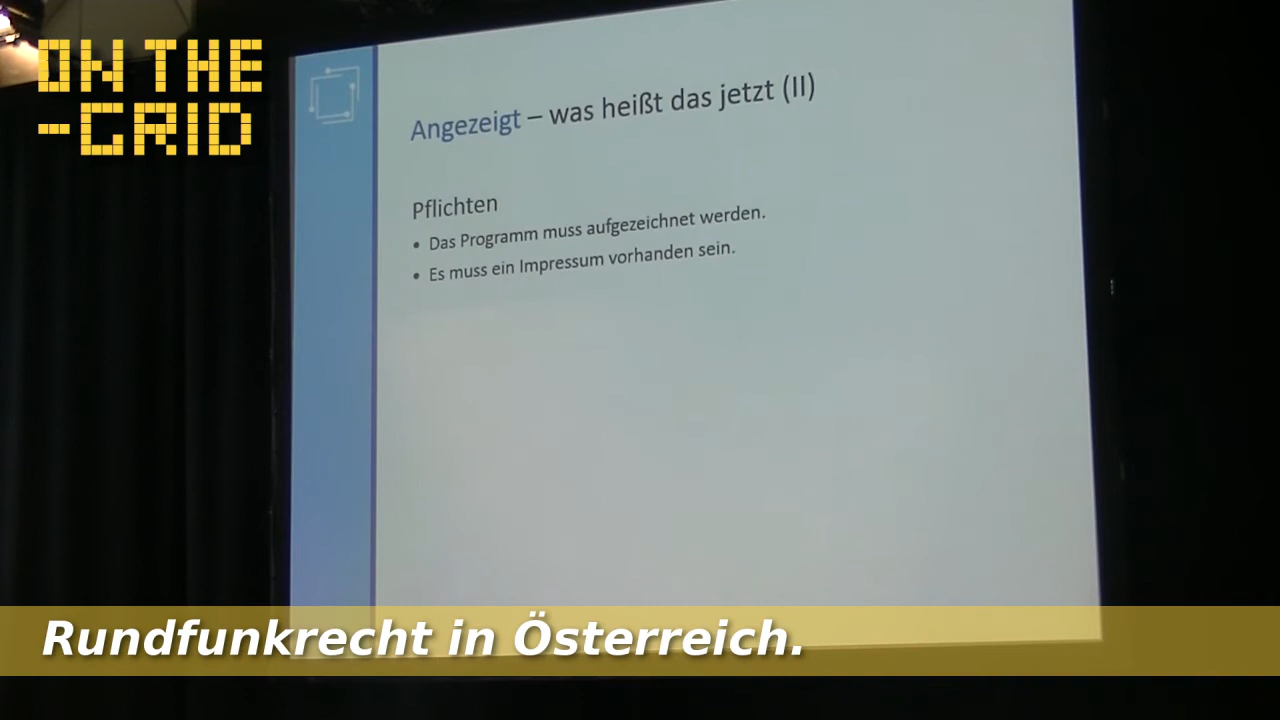 ON THE
-GRID
Angezeigt – was heißt das jetzt (II)
Pflichten
• Das Programm muss aufgezeichnet werden.
• Es muss ein Impressum vorhanden sein.
Rundfunkrecht in Österreich.